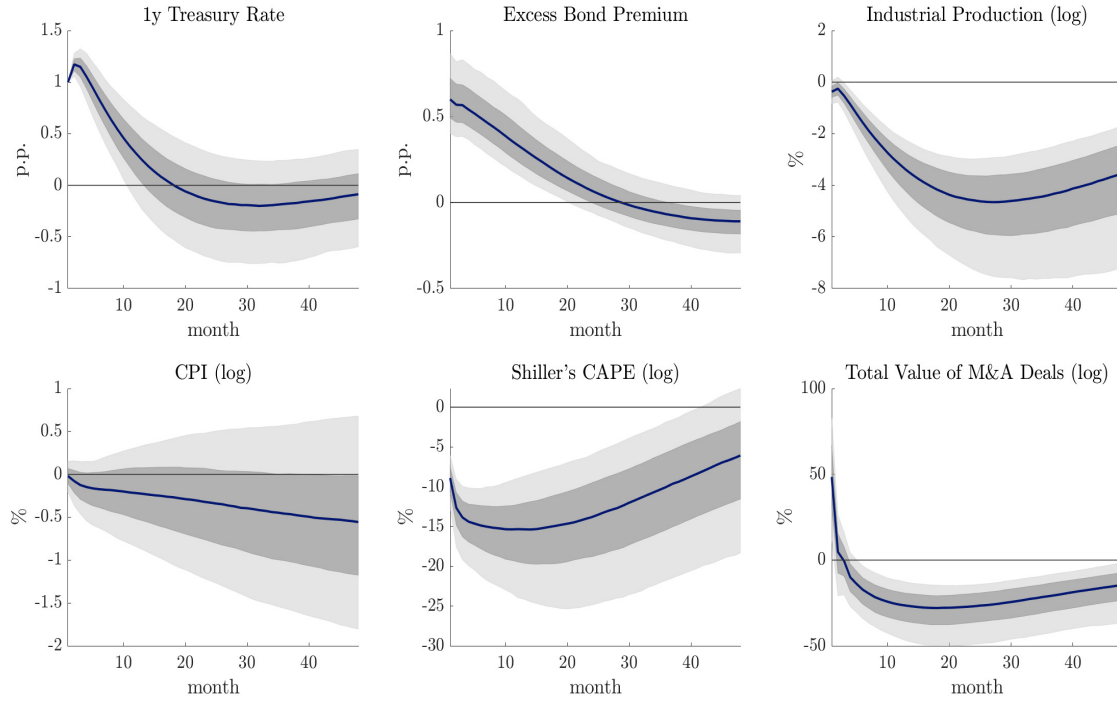 1y Treasury Rate
1.5
1
0.5
0
-0.5
-1
p.p.
10 20 30 40
month
Excess Bond Premium
1
0.5
0
-0.5
p.p.
10 20 30 40
month
Industrial Production (log)
2
0
-2
-4
-6
-8
%
10 20 30 40
month
CPI (log)
1
0.5
0
-0.5
-1
-1.5
-2
%
10 20 30 40
month
Shiller's CAPE (log)
0
-5
-10
-15
-20
-25
-30
%
10 20 30 40
month
Total Value of M&A Deals (log)
100
50
0
-50
%
10 20 30 40
month